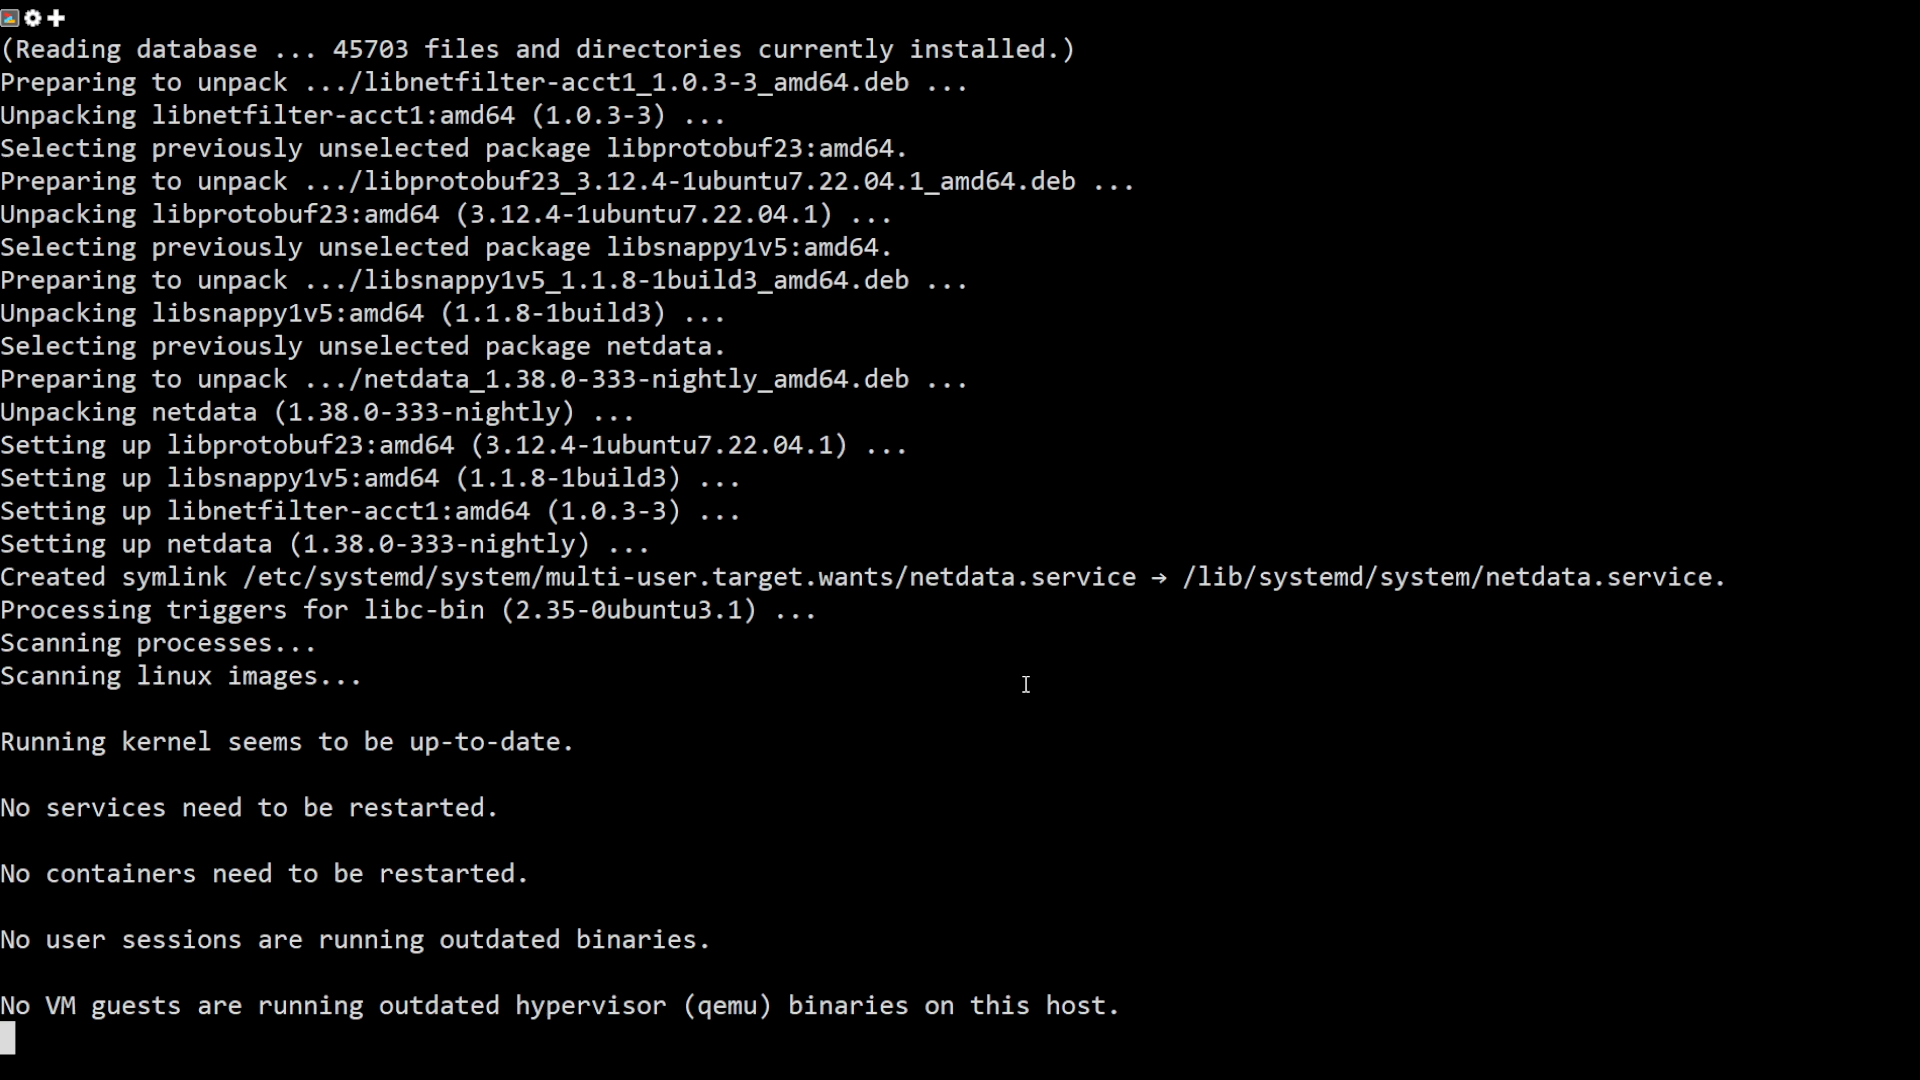 (Reading database ... 45703 files and directories currently installed.)
Preparing to unpack .../libnetfilter-acct1_1.0.3-3_amd64.deb ...
Unpacking libnetfilter-acct1:amd64 (1.0.3-3) ...
Selecting previously unselected package libprotobuf23:amd64.
Preparing to unpack .../libprotobuf23_3.12.4-1ubuntu7.22.04.1_amd64.deb ...
Unpacking libprotobuf23:amd64 (3.12.4-1ubuntu7.22.04.1) ...
Selecting previously unselected package libsnappy1v5:amd64.
Preparing to unpack .../libsnappy1v5_1.1.8-1build3_amd64.deb ...
Unpacking libsnappy1v5:amd64 (1.1.8-1build3) ...
Selecting previously unselected package netdata.
Preparing to unpack .../netdata_1.38.0-333-nightly_amd64.deb ...
Unpacking netdata (1.38.0-333-nightly) ...
Setting up libprotobuf23:amd64 (3.12.4-1ubuntu7.22.04.1) ...
Setting up libsnappy1v5:amd64 (1.1.8-1build3) ...
Setting up libnetfilter-acct1:amd64 (1.0.3-3) ...
Setting up netdata (1.38.0-333-nightly) ...
Created symlink /etc/systemd/system/multi-user.target.wants/netdata.service → /lib/systemd/system/netdata.service.
Processing triggers for libc-bin (2.35-0ubuntu3.1) ...
Scanning processes...
Scanning linux images...
Running kernel seems to be up-to-date.
No services need to be restarted.
No containers need to be restarted.
No user sessions are running outdated binaries.
No VM guests are running outdated hypervisor (qemu) binaries on this host.